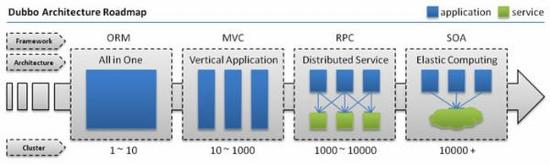 Dubbo Architecture Roadmap
application
service
Framework
ORM
MVC
RPC
SOA
Architecture
All in One
Vertical Application
Distributed Service
Elastic Computing
Cluster
1 ~ 10
10 ~ 1000
1000 ~ 10000
10000 +